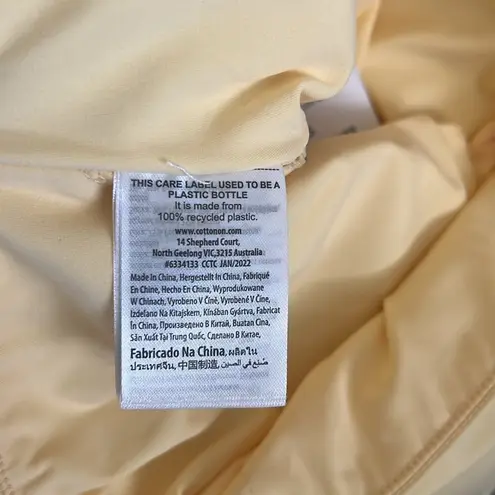 THIS CARE LABEL USED TO BE A
PLASTIC BOTTLE
It is made from
100% recycled plastic.
www.cottonon.com
14 Shepherd Court,
North Geelong VIC,3215 Australia
#6334133 CCTC JAN/2022
Made In China, Hergestellt In China, Fabriqué
En Chine, Hecho En China, Wyprodukowane
W Chinach, Vyrobeno V Číně, Vyrobené V Číne,
Izdelano Na Kitajskem, Kínában Gyártva, Fabricat
În China, Произведено В Китай, Buatan Cina,
Sản Xuất Tại Trung Quốc, Сделано В Китае,
Fabricado Na China, ผลิตใน
ประเทศจีน, 中国制造, صنع في الصين